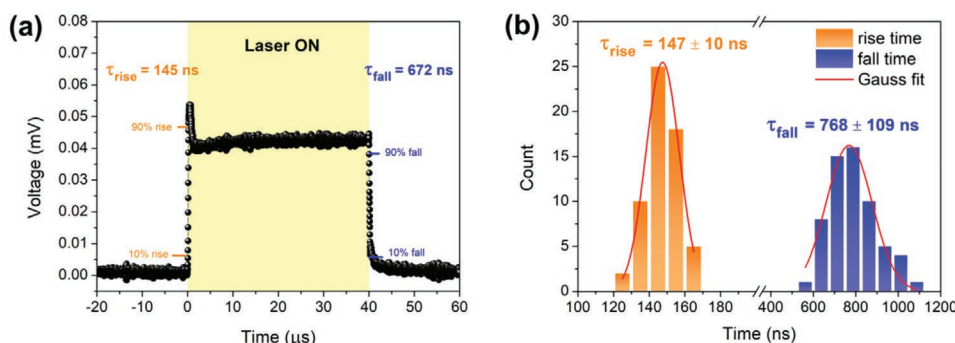 (a)
0.08
0.07
0.06
0.05
0.04
0.03
0.02
0.01
0.00
Voltage (mV)
Laser ON
τrise = 145 ns
τfall = 672 ns
90% rise
90% fall
10% rise
10% fall
-20 -10 0 10 20 30 40 50 60
Time (μs)
(b)
30
25
20
15
10
5
0
Count
τrise = 147 ± 10 ns
rise time
fall time
Gauss fit
τfall = 768 ± 109 ns
100 120 140 160 400 600 800 1000 1200
Time (ns)